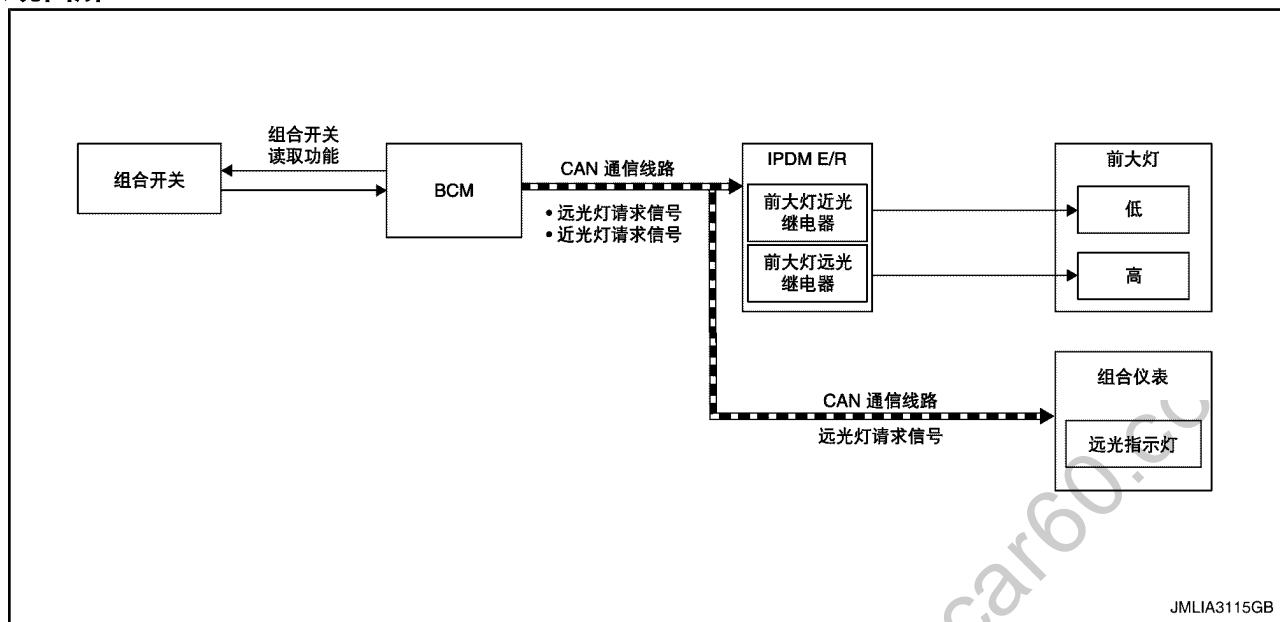 组合开关
组合开关
读取功能
BCM
CAN 通信线路
• 远光灯请求信号
• 近光灯请求信号
IPDM E/R
前大灯近光
继电器
前大灯远光
继电器
前大灯
低
高
CAN 通信线路
远光灯请求信号
组合仪表
远光指示灯
car60.co
JMLIA3115GB